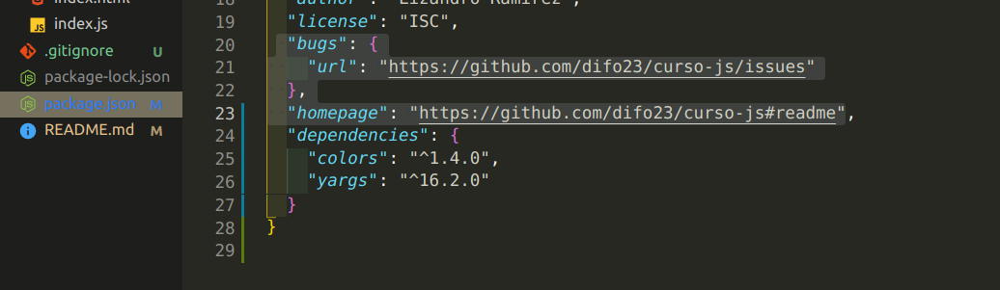 index.html
index.js
.gitignore U
package-lock.json
package.json M
README.md M
18 "author": "Lizandro Ramirez",
19 "license": "ISC",
20 "bugs": {
21 "url": "https://github.com/difo23/curso-js/issues"
22 },
23 "homepage": "https://github.com/difo23/curso-js#readme",
24 "dependencies": {
25 "colors": "^1.4.0",
26 "yargs": "^16.2.0"
27 }
28 }
29